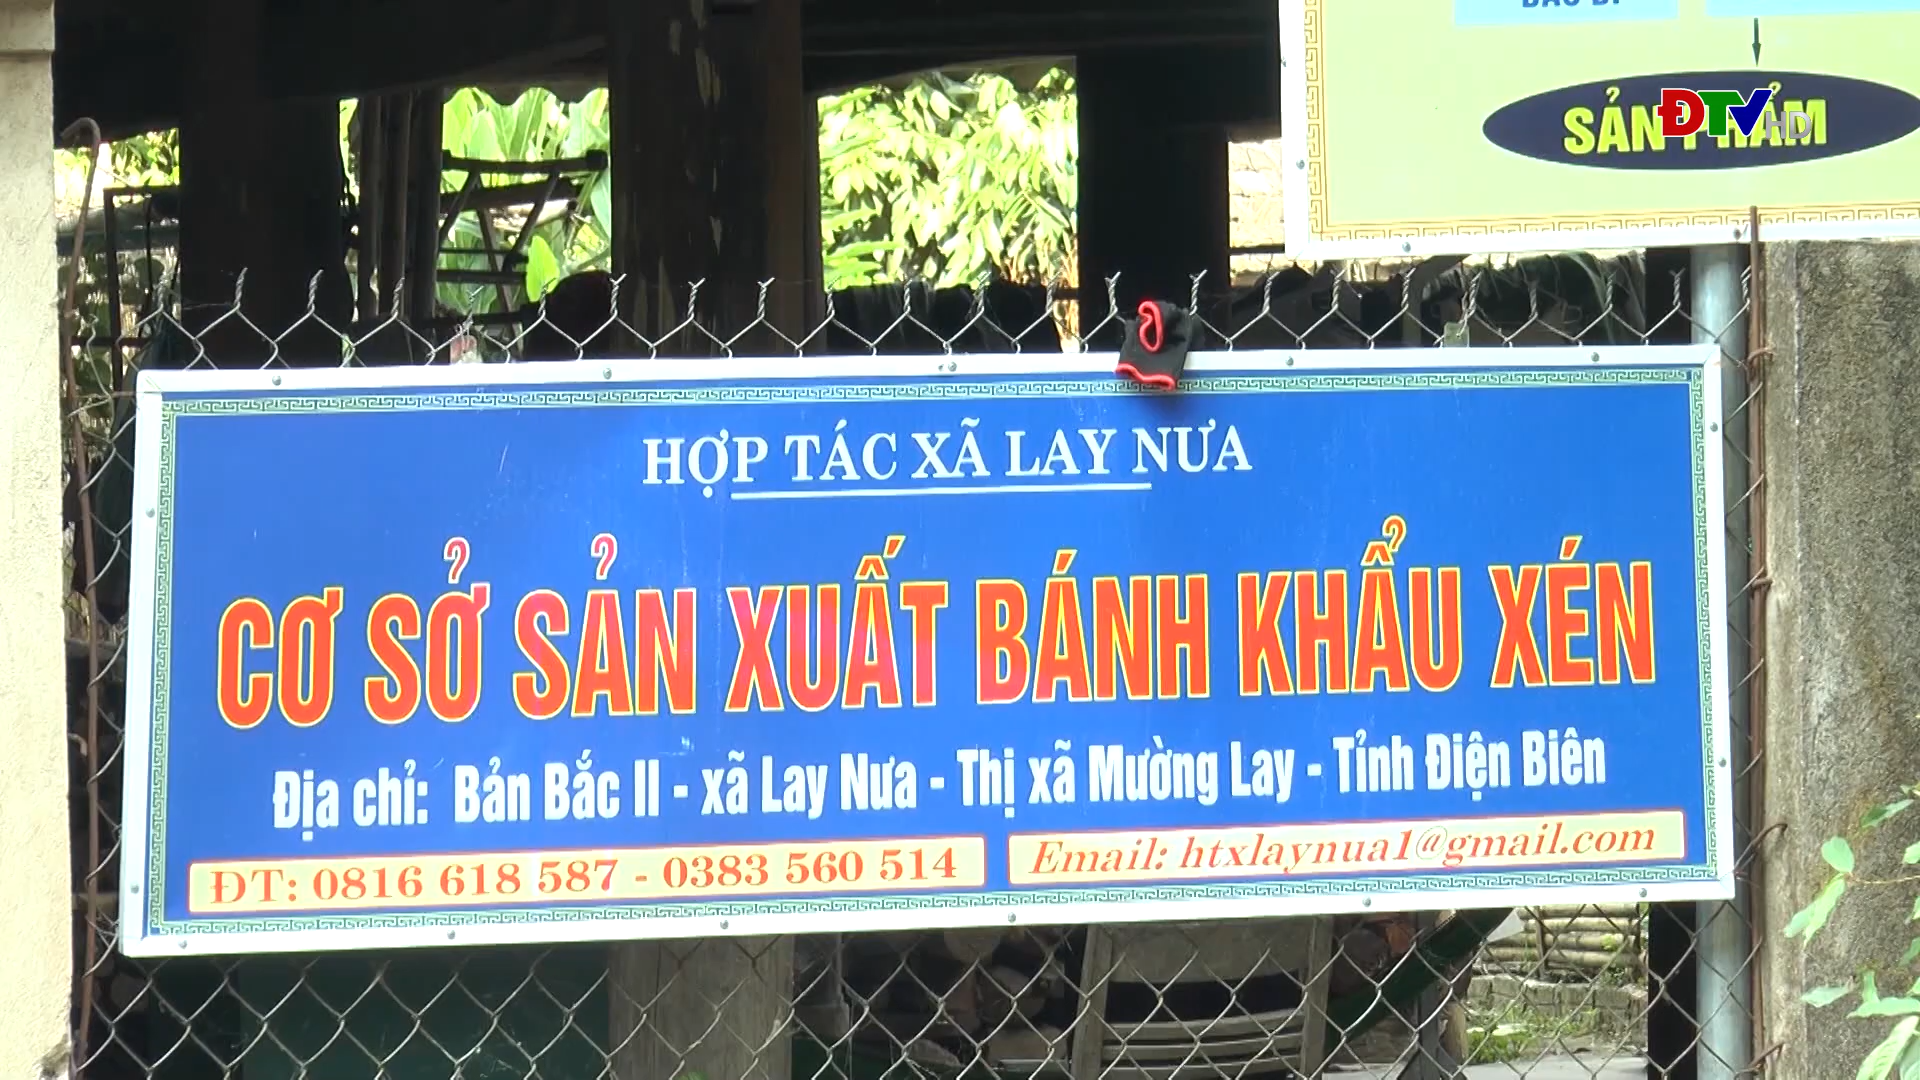 SẢN PHẨM
ĐTV HD
HỢP TÁC XÃ LAY NƯA
CƠ SỞ SẢN XUẤT BÁNH KHẨU XÉN
Địa chỉ: Bản Bắc II - xã Lay Nưa - Thị xã Mường Lay - Tỉnh Điện Biên
ĐT: 0816 618 587 - 0383 560 514
Email: htxlaynua1@gmail.com